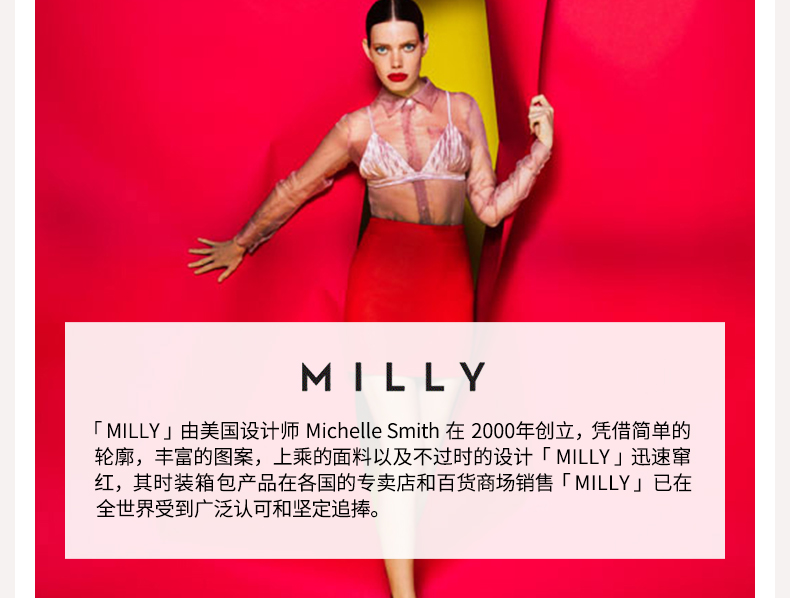 MILLY
「MILLY」由美国设计师 Michelle Smith 在 2000年创立，凭借简单的
轮廓，丰富的图案，上乘的面料以及不过时的设计「MILLY」迅速窜
红，其时装箱包产品在各国的专卖店和百货商场销售「MILLY」已在
全世界受到广泛认可和坚定追捧。